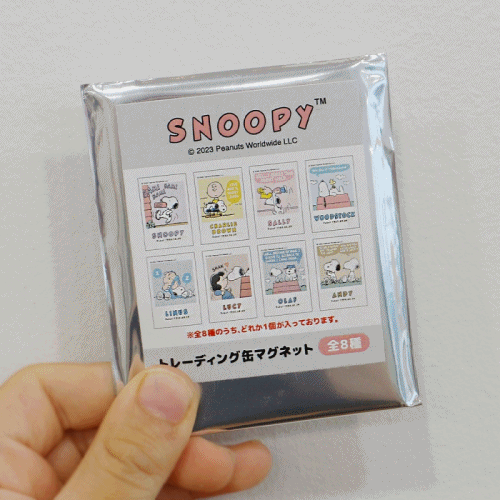 SNOOPY™
© 2023 Peanuts Worldwide LLC
SNOOPY
CHARLIE BROWN
SALLY
WOODSTOCK
LINUS
LUCY
OLAF
ANDY
※全8種のうち、どれか1個が入っております。
トレーディング缶マグネット 全8種